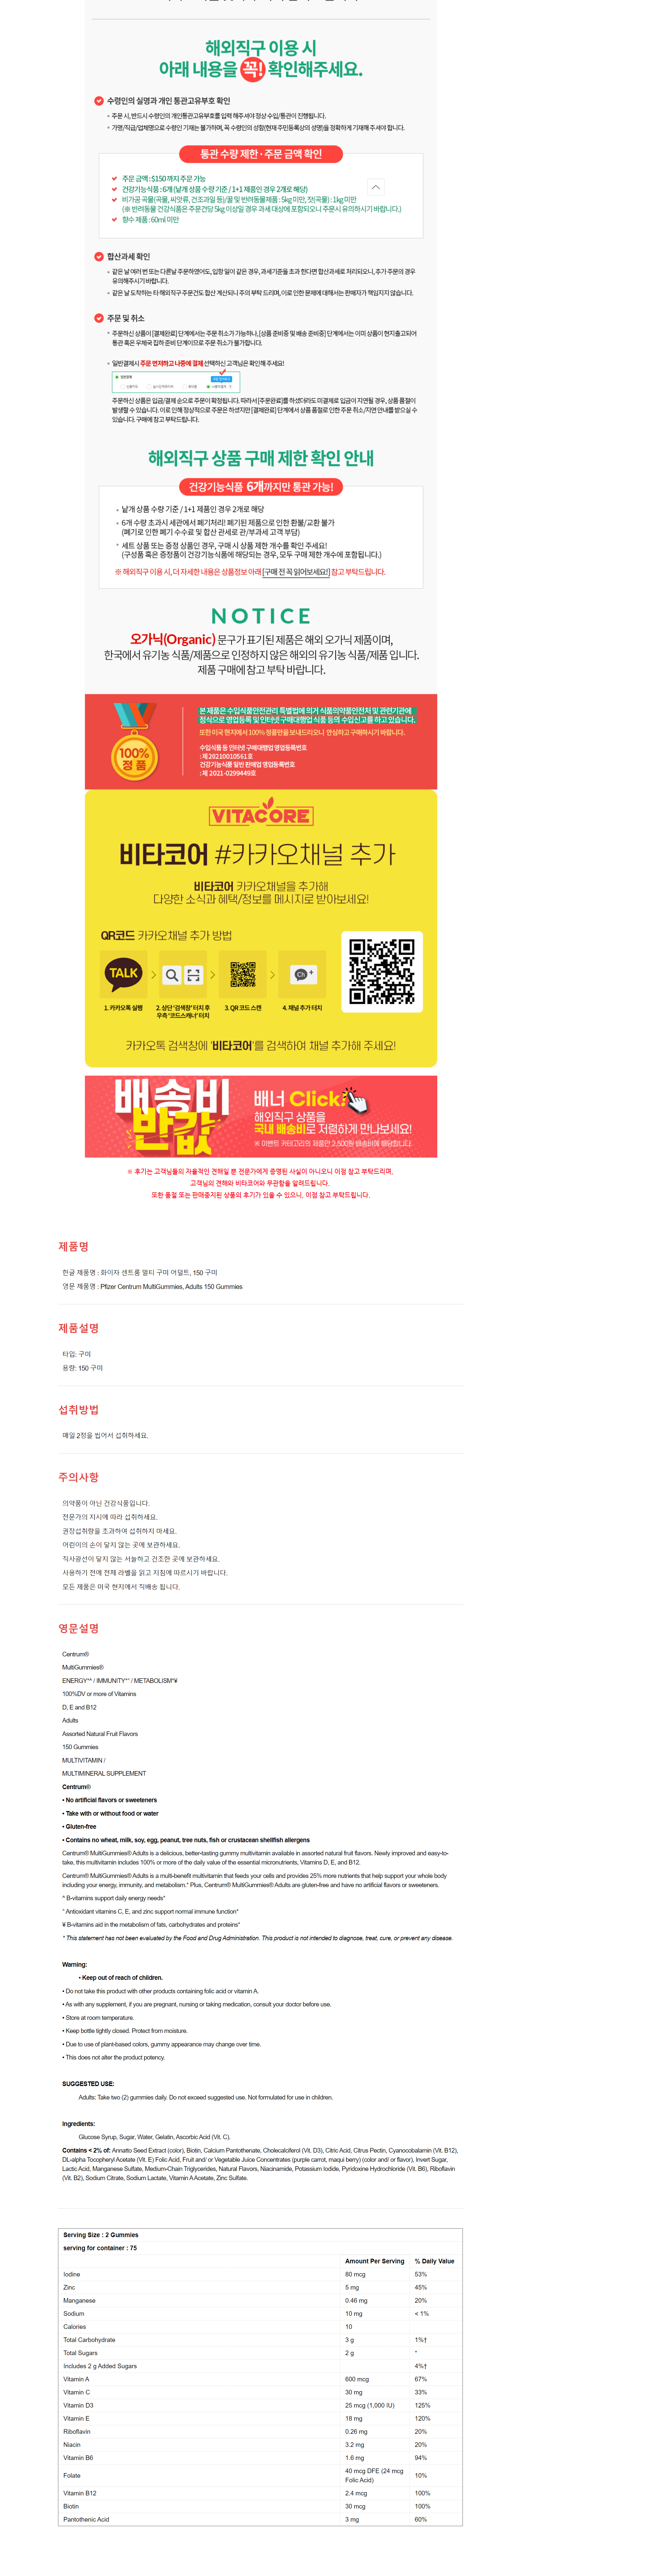 해외직구 이용 시
아래 내용을 꼭! 확인해주세요.
수령인의 실명과 개인 통관고유부호 확인
• 주문 시, 반드시 수령인의 개인통관고유부호를 입력 해주셔야 정상 수입/통관이 진행됩니다.
• 가명/직급/업체명으로 수령인 기재는 불가하며, 꼭 수령인의 성함(현재 주민등록상의 성명)을 정확하게 기재해 주셔야 합니다.
통관 수량 제한 · 주문 금액 확인
주문 금액 : $150 까지 주문 가능
건강기능식품 : 6개 (낱개 상품 수량 기준 / 1+1 제품인 경우 2개로 해당)
비가공 곡물(곡물, 씨앗류, 건조과일 등)/꿀 및 반려동물제품 : 5kg 미만, 잣(곡물) : 1kg 미만
(※ 반려동물 건강식품은 주문건당 5kg 이상일 경우 과세 대상에 포함되오니 주문시 유의하시기 바랍니다.)
향수 제품 : 60ml 미만
합산과세 확인
• 같은 날 여러 번 또는 다른날 주문하였어도, 입항 일이 같은 경우, 과세기준을 초과 한다면 합산과세로 처리되오니, 추가 주문의 경우
유의해주시기 바랍니다.
• 같은 날 도착하는 타 해외직구 주문건도 합산 계산되니 주의 부탁 드리며, 이로 인한 문제에 대해서는 판매자가 책임지지 않습니다.
주문 및 취소
• 주문하신 상품이 [결제완료] 단계에서는 주문 취소가 가능하나, [상품 준비중 및 배송 준비중] 단계에서는 이미 상품이 현지출고되어
통관 혹은 우체국 집하 준비 단계이므로 주문 취소가 불가합니다.
• 일반결제시 주문 먼저하고 나중에 결제 선택하신 고객님은 확인해 주세요!
일반결제
주문하신 상품은 입금/결제 순으로 주문이 확정됩니다. 따라서 [주문완료]를 하셨더라도 미결제로 입금이 지연될 경우, 상품 품절이
발생할 수 있습니다. 이로 인해 정상적으로 주문은 하셨지만 [결제완료] 단계에서 상품 품절로 인한 주문 취소/지연 안내를 받으실 수
있습니다. 구매에 참고 부탁드립니다.
해외직구 상품 구매 제한 확인 안내
건강기능식품 6개까지만 통관 가능!
• 낱개 상품 수량 기준 / 1+1 제품인 경우 2개로 해당
• 6개 수량 초과시 세관에서 폐기처리! 폐기된 제품으로 인한 환불/교환 불가
(폐기로 인한 폐기 수수료 및 합산 관세로 관/부과세 고객 부담)
• 세트 상품 또는 증정 상품인 경우, 구매 시 상품 제한 개수를 확인 주세요!
(구성품 혹은 증정품이 건강기능식품에 해당되는 경우, 모두 구매 제한 개수에 포함됩니다.)
※ 해외직구 이용 시, 더 자세한 내용은 상품정보 아래 [구매 전 꼭 읽어보세요!] 참고 부탁드립니다.
NOTICE
오가닉(Organic) 문구가 표기된 제품은 해외 오가닉 제품이며,
한국에서 유기농 식품/제품으로 인정하지 않은 해외의 유기농 식품/제품 입니다.
제품 구매에 참고 부탁 바랍니다.
100%
정품
본 제품은 수입식품안전관리 특별법에 의거 식품의약품안전처 및 관련기관에
정식으로 영업등록 및 인터넷 구매대행업 식품 등의 수입신고를 하고 있습니다.
또한 미국 현지에서 100% 정품만을 보내드리오니 안심하고 구매하시기 바랍니다.
수입식품 등 인터넷 구매대행업 영업등록번호
: 제 20210010561호
건강기능식품 일반 판매업 영업등록번호
: 제 2021-0299449호
VITACORE
비타코어 #카카오채널 추가
비타코어 카카오채널을 추가해
다양한 소식과 혜택/정보를 메시지로 받아보세요!
QR코드 카카오채널 추가 방법
TALK
Ch+
1. 카카오톡 실행
2. 상단 '검색창' 터치 후
우측 '코드스캐너' 터치
3. QR 코드 스캔
4. 채널 추가 터치
카카오톡 검색창에 '비타코어'를 검색하여 채널 추가해 주세요!
배송비
반값
배너 Click!
해외직구 상품을
국내 배송비로 저렴하게 만나보세요!
※ 이벤트 카테고리의 제품만 2,500원 배송비에 해당합니다.
※ 후기는 고객님들의 자율적인 견해일 뿐 전문가에게 증명된 사실이 아니오니 이점 참고 부탁드리며,
고객님의 견해와 비타코어와 무관함을 알려드립니다.
또한 품절 또는 판매중지된 상품의 후기가 있을 수 있으니, 이점 참고 부탁드립니다.
제품명
한글 제품명 : 화이자 센트룸 멀티 구미 어덜트, 150 구미
영문 제품명 : Pfizer Centrum MultiGummies, Adults 150 Gummies
제품설명
타입: 구미
용량: 150 구미
섭취방법
매일 2정을 씹어서 섭취하세요.
주의사항
의약품이 아닌 건강식품입니다.
전문가의 지시에 따라 섭취하세요.
권장섭취량을 초과하여 섭취하지 마세요.
어린이의 손이 닿지 않는 곳에 보관하세요.
직사광선이 닿지 않는 서늘하고 건조한 곳에 보관하세요.
사용하기 전에 전체 라벨을 읽고 지침에 따르시기 바랍니다.
모든 제품은 미국 현지에서 직배송 됩니다.
영문설명
Centrum®
MultiGummies®
ENERGY*^ / IMMUNITY*° / METABOLISM*¥
100%DV or more of Vitamins
D, E and B12
Adults
Assorted Natural Fruit Flavors
150 Gummies
MULTIVITAMIN /
MULTIMINERAL SUPPLEMENT
Centrum®
• No artificial flavors or sweeteners
• Take with or without food or water
• Gluten-free
• Contains no wheat, milk, soy, egg, peanut, tree nuts, fish or crustacean shellfish allergens
Centrum® MultiGummies® Adults is a delicious, better-tasting gummy multivitamin available in assorted natural fruit flavors. Newly improved and easy-to-
take, this multivitamin includes 100% or more of the daily value of the essential micronutrients, Vitamins D, E, and B12.
Centrum® MultiGummies® Adults is a multi-benefit multivitamin that feeds your cells and provides 25% more nutrients that help support your whole body
including your energy, immunity, and metabolism.* Plus, Centrum® MultiGummies® Adults are gluten-free and have no artificial flavors or sweeteners.
^ B-vitamins support daily energy needs*
° Antioxidant vitamins C, E, and zinc support normal immune function*
¥ B-vitamins aid in the metabolism of fats, carbohydrates and proteins*
* This statement has not been evaluated by the Food and Drug Administration. This product is not intended to diagnose, treat, cure, or prevent any disease.
Warning:
• Keep out of reach of children.
• Do not take this product with other products containing folic acid or vitamin A.
• As with any supplement, if you are pregnant, nursing or taking medication, consult your doctor before use.
• Store at room temperature.
• Keep bottle tightly closed. Protect from moisture.
• Due to use of plant-based colors, gummy appearance may change over time.
• This does not alter the product potency.
SUGGESTED USE:
Adults: Take two (2) gummies daily. Do not exceed suggested use. Not formulated for use in children.
Ingredients:
Glucose Syrup, Sugar, Water, Gelatin, Ascorbic Acid (Vit. C).
Contains < 2% of: Annatto Seed Extract (color), Biotin, Calcium Pantothenate, Cholecalciferol (Vit. D3), Citric Acid, Citrus Pectin, Cyanocobalamin (Vit. B12),
DL-alpha Tocopheryl Acetate (Vit. E) Folic Acid, Fruit and/ or Vegetable Juice Concentrates (purple carrot, maqui berry) (color and/ or flavor), Invert Sugar,
Lactic Acid, Manganese Sulfate, Medium-Chain Triglycerides, Natural Flavors, Niacinamide, Potassium Iodide, Pyridoxine Hydrochloride (Vit. B6), Riboflavin
(Vit. B2), Sodium Citrate, Sodium Lactate, Vitamin A Acetate, Zinc Sulfate.
Serving Size : 2 Gummies
serving for container : 75
Amount Per Serving % Daily Value
Iodine 80 mcg 53%
Zinc 5 mg 45%
Manganese 0.46 mg 20%
Sodium 10 mg < 1%
Calories 10
Total Carbohydrate 3 g 1%†
Total Sugars 2 g *
Includes 2 g Added Sugars 4%†
Vitamin A 600 mcg 67%
Vitamin C 30 mg 33%
Vitamin D3 25 mcg (1,000 IU) 125%
Vitamin E 18 mg 120%
Riboflavin 0.26 mg 20%
Niacin 3.2 mg 20%
Vitamin B6 1.6 mg 94%
Folate 40 mcg DFE (24 mcg Folic Acid) 10%
Vitamin B12 2.4 mcg 100%
Biotin 30 mcg 100%
Pantothenic Acid 3 mg 60%